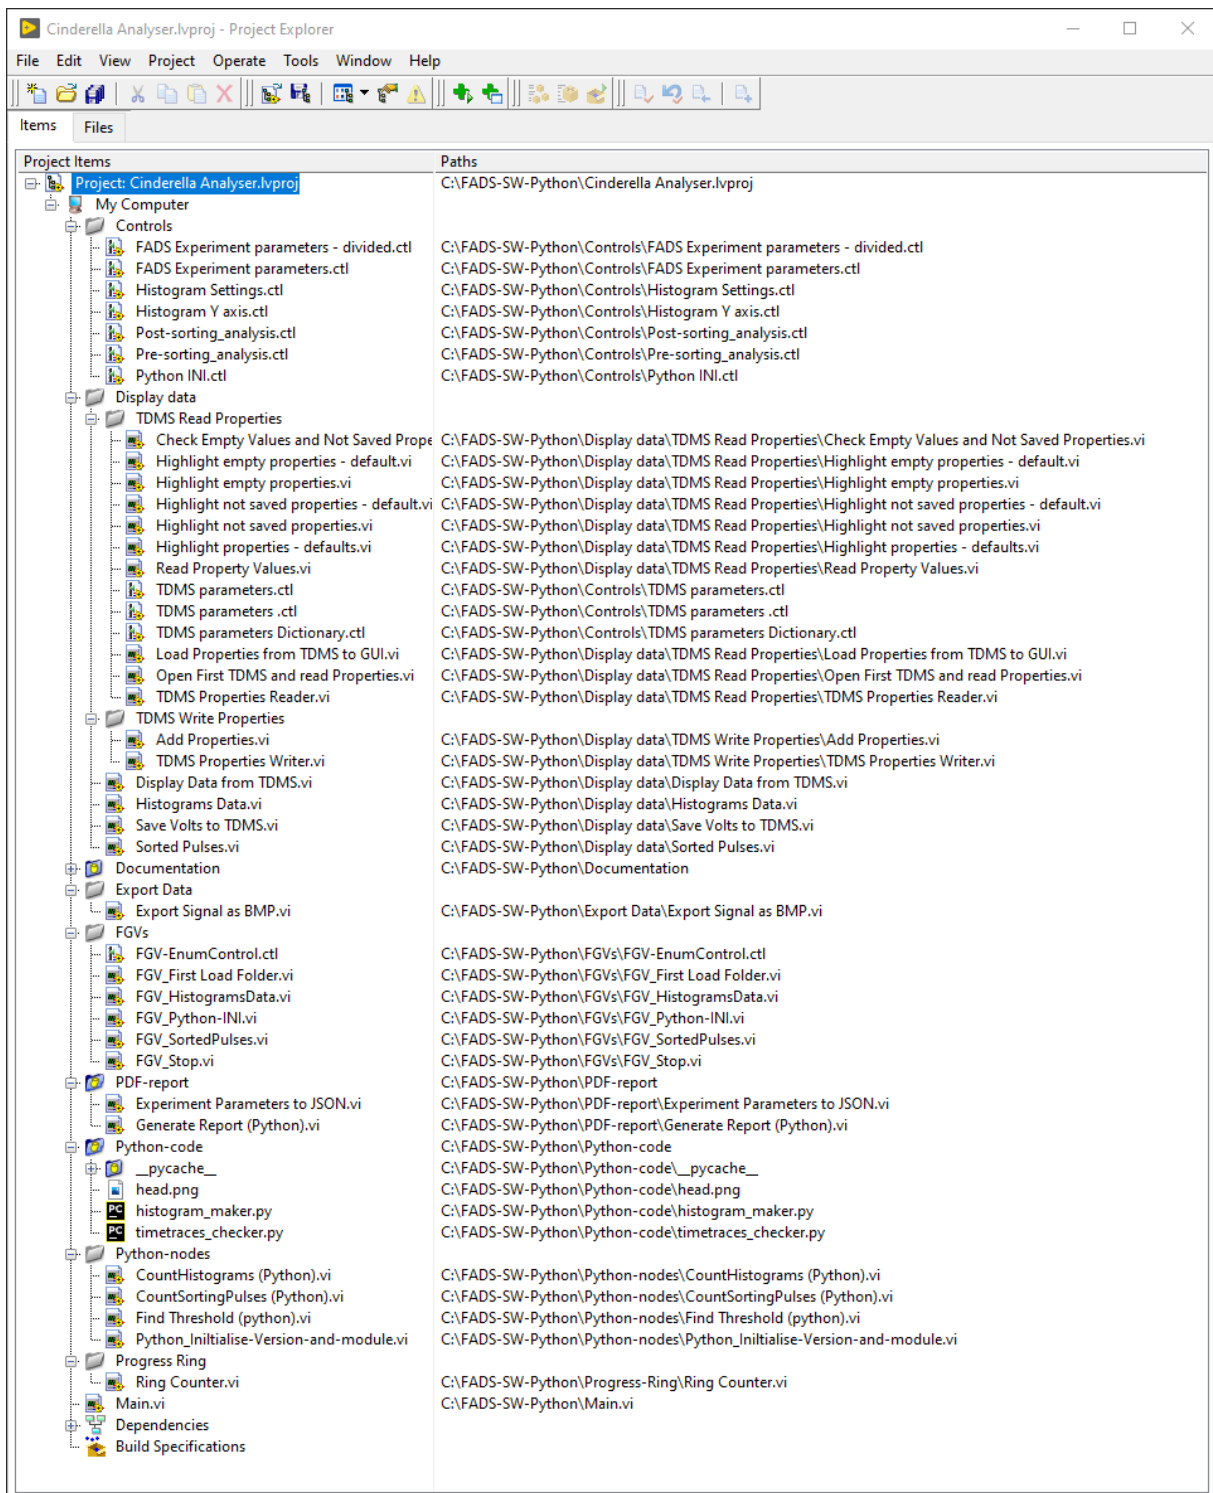 Cinderella Analyser.lvproj - Project Explorer
File Edit View Project Operate Tools Window Help
Items Files
Project Items Paths
Project: Cinderella Analyser.lvproj C:\FADS-SW-Python\Cinderella Analyser.lvproj
My Computer
Controls
FADS Experiment parameters - divided.ctl C:\FADS-SW-Python\Controls\FADS Experiment parameters - divided.ctl
FADS Experiment parameters.ctl C:\FADS-SW-Python\Controls\FADS Experiment parameters.ctl
Histogram Settings.ctl C:\FADS-SW-Python\Controls\Histogram Settings.ctl
Histogram Y axis.ctl C:\FADS-SW-Python\Controls\Histogram Y axis.ctl
Post-sorting_analysis.ctl C:\FADS-SW-Python\Controls\Post-sorting_analysis.ctl
Pre-sorting_analysis.ctl C:\FADS-SW-Python\Controls\Pre-sorting_analysis.ctl
Python INI.ctl C:\FADS-SW-Python\Controls\Python INI.ctl
Display data
TDMS Read Properties
Check Empty Values and Not Saved Prope C:\FADS-SW-Python\Display data\TDMS Read Properties\Check Empty Values and Not Saved Properties.vi
Highlight empty properties - default.vi C:\FADS-SW-Python\Display data\TDMS Read Properties\Highlight empty properties - default.vi
Highlight empty properties.vi C:\FADS-SW-Python\Display data\TDMS Read Properties\Highlight empty properties.vi
Highlight not saved properties - default.vi C:\FADS-SW-Python\Display data\TDMS Read Properties\Highlight not saved properties - default.vi
Highlight not saved properties.vi C:\FADS-SW-Python\Display data\TDMS Read Properties\Highlight not saved properties.vi
Highlight properties - defaults.vi C:\FADS-SW-Python\Display data\TDMS Read Properties\Highlight properties - defaults.vi
Read Property Values.vi C:\FADS-SW-Python\Display data\TDMS Read Properties\Read Property Values.vi
TDMS parameters.ctl C:\FADS-SW-Python\Controls\TDMS parameters.ctl
TDMS parameters .ctl C:\FADS-SW-Python\Controls\TDMS parameters .ctl
TDMS parameters Dictionary.ctl C:\FADS-SW-Python\Controls\TDMS parameters Dictionary.ctl
Load Properties from TDMS to GUI.vi C:\FADS-SW-Python\Display data\TDMS Read Properties\Load Properties from TDMS to GUI.vi
Open First TDMS and read Properties.vi C:\FADS-SW-Python\Display data\TDMS Read Properties\Open First TDMS and read Properties.vi
TDMS Properties Reader.vi C:\FADS-SW-Python\Display data\TDMS Read Properties\TDMS Properties Reader.vi
TDMS Write Properties
Add Properties.vi C:\FADS-SW-Python\Display data\TDMS Write Properties\Add Properties.vi
TDMS Properties Writer.vi C:\FADS-SW-Python\Display data\TDMS Write Properties\TDMS Properties Writer.vi
Display Data from TDMS.vi C:\FADS-SW-Python\Display data\Display Data from TDMS.vi
Histograms Data.vi C:\FADS-SW-Python\Display data\Histograms Data.vi
Save Volts to TDMS.vi C:\FADS-SW-Python\Display data\Save Volts to TDMS.vi
Sorted Pulses.vi C:\FADS-SW-Python\Display data\Sorted Pulses.vi
Documentation C:\FADS-SW-Python\Documentation
Export Data
Export Signal as BMP.vi C:\FADS-SW-Python\Export Data\Export Signal as BMP.vi
FGVs
FGV-EnumControl.ctl C:\FADS-SW-Python\FGVs\FGV-EnumControl.ctl
FGV_First Load Folder.vi C:\FADS-SW-Python\FGVs\FGV_First Load Folder.vi
FGV_HistogramsData.vi C:\FADS-SW-Python\FGVs\FGV_HistogramsData.vi
FGV_Python-INI.vi C:\FADS-SW-Python\FGVs\FGV_Python-INI.vi
FGV_SortedPulses.vi C:\FADS-SW-Python\FGVs\FGV_SortedPulses.vi
FGV_Stop.vi C:\FADS-SW-Python\FGVs\FGV_Stop.vi
PDF-report C:\FADS-SW-Python\PDF-report
Experiment Parameters to JSON.vi C:\FADS-SW-Python\PDF-report\Experiment Parameters to JSON.vi
Generate Report (Python).vi C:\FADS-SW-Python\PDF-report\Generate Report (Python).vi
Python-code C:\FADS-SW-Python\Python-code
__pycache__ C:\FADS-SW-Python\Python-code\__pycache__
head.png C:\FADS-SW-Python\Python-code\head.png
PC histogram_maker.py C:\FADS-SW-Python\Python-code\histogram_maker.py
PC timetraces_checker.py C:\FADS-SW-Python\Python-code\timetraces_checker.py
Python-nodes
CountHistograms (Python).vi C:\FADS-SW-Python\Python-nodes\CountHistograms (Python).vi
CountSortingPulses (Python).vi C:\FADS-SW-Python\Python-nodes\CountSortingPulses (Python).vi
Find Threshold (python).vi C:\FADS-SW-Python\Python-nodes\Find Threshold (python).vi
Python_Iniltialise-Version-and-module.vi C:\FADS-SW-Python\Python-nodes\Python_Iniltialise-Version-and-module.vi
Progress Ring
Ring Counter.vi C:\FADS-SW-Python\Progress-Ring\Ring Counter.vi
Main.vi C:\FADS-SW-Python\Main.vi
Dependencies
Build Specifications